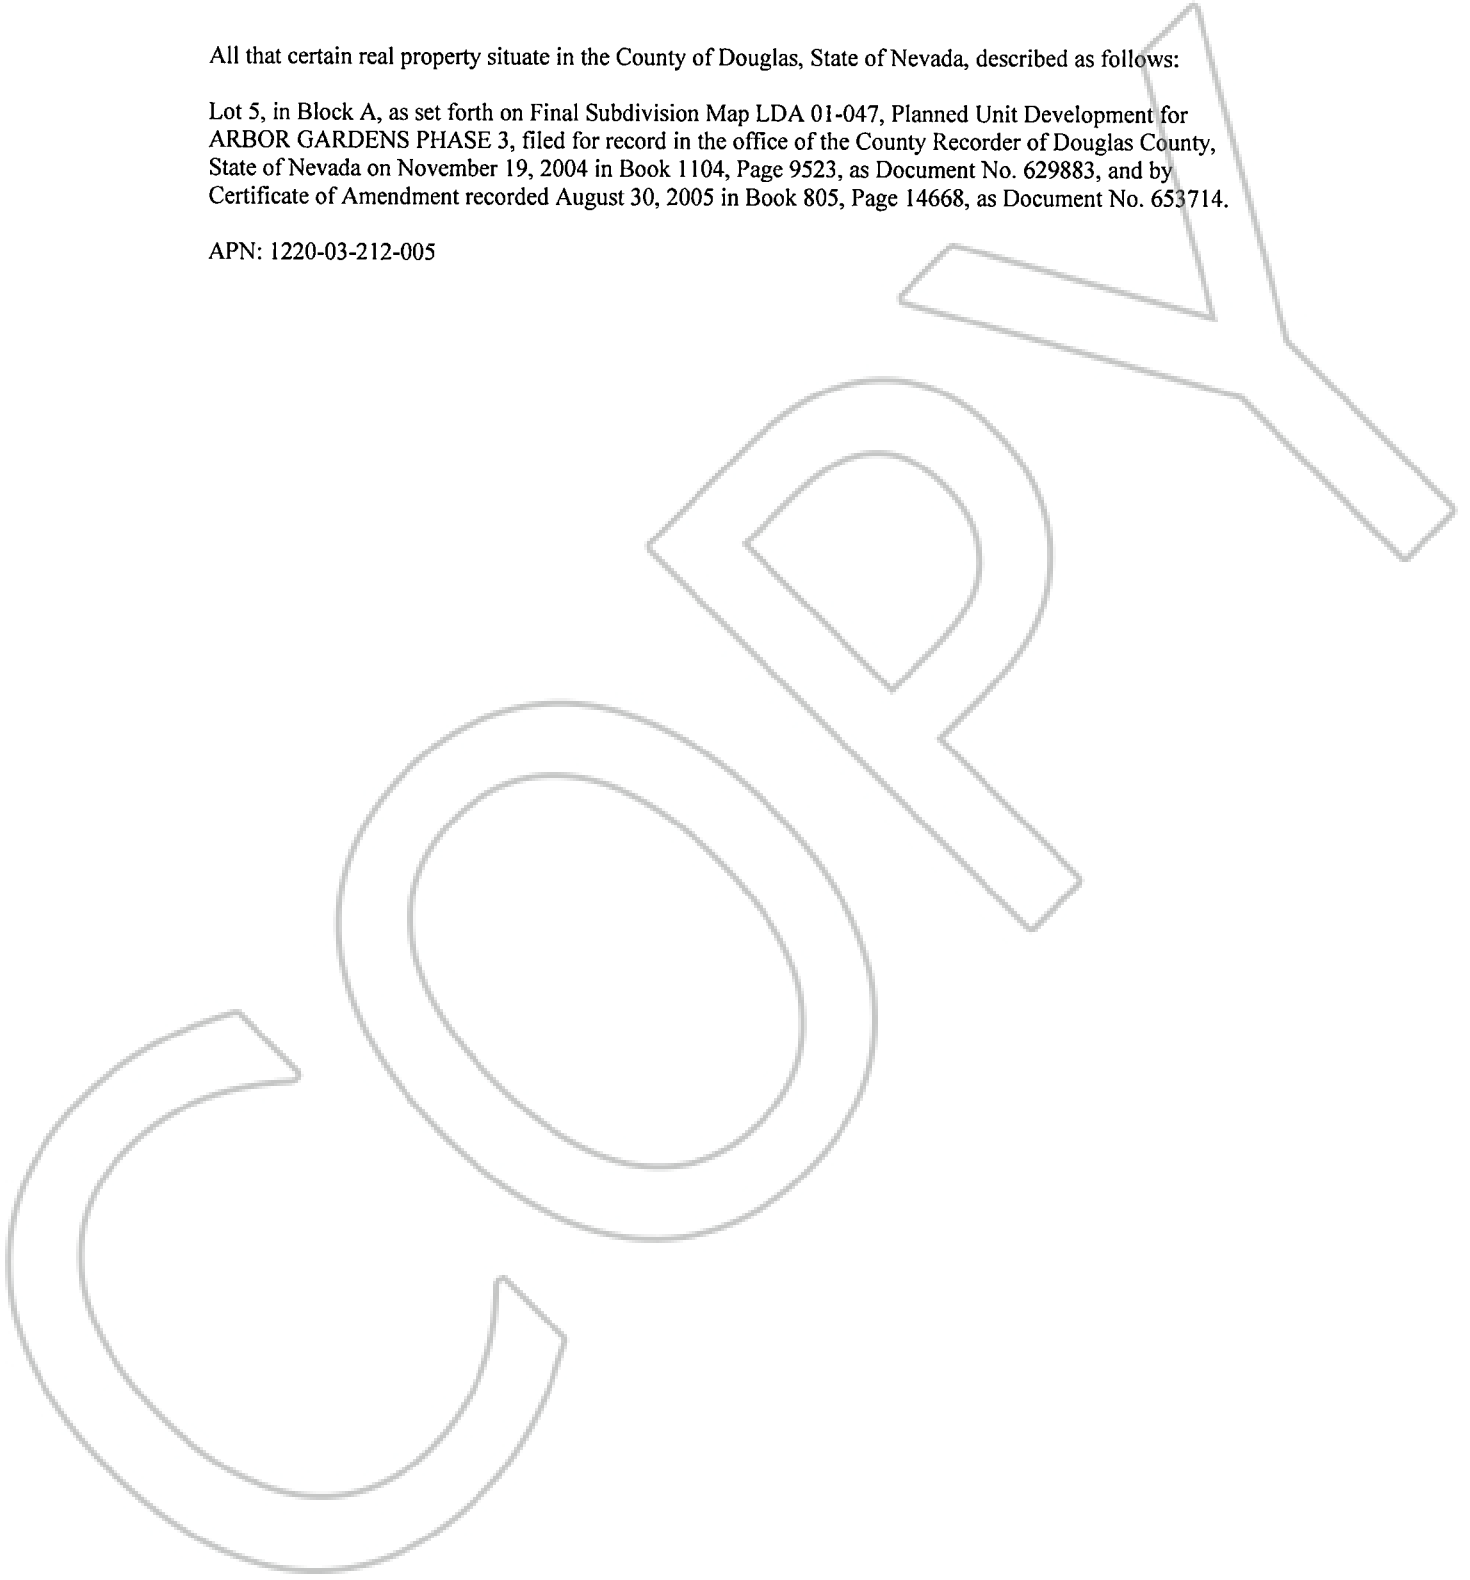 All that certain real property situate in the County of Douglas, State of Nevada, described as follows:
Lot 5, in Block A, as set forth on Final Subdivision Map LDA 01-047, Planned Unit Development for
ARBOR GARDENS PHASE 3, filed for record in the office of the County Recorder of Douglas County,
State of Nevada on November 19, 2004 in Book 1104, Page 9523, as Document No. 629883, and by
Certificate of Amendment recorded August 30, 2005 in Book 805, Page 14668, as Document No. 653714.
APN: 1220-03-212-005
COPY